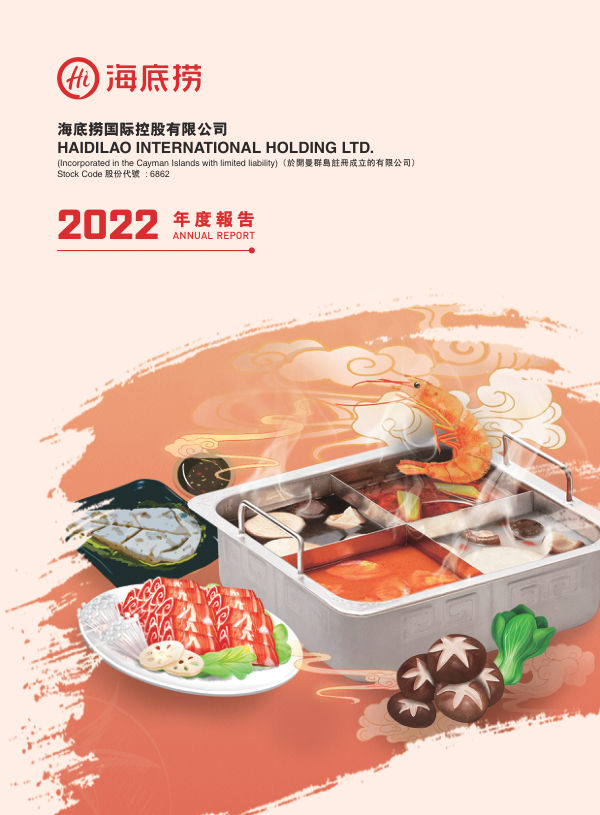 Hi 海底捞
海底捞国际控股有限公司
HAIDILAO INTERNATIONAL HOLDING LTD.
(Incorporated in the Cayman Islands with limited liability)（於開曼群島註冊成立的有限公司）
Stock Code 股份代號 : 6862
2022 年度報告
ANNUAL REPORT